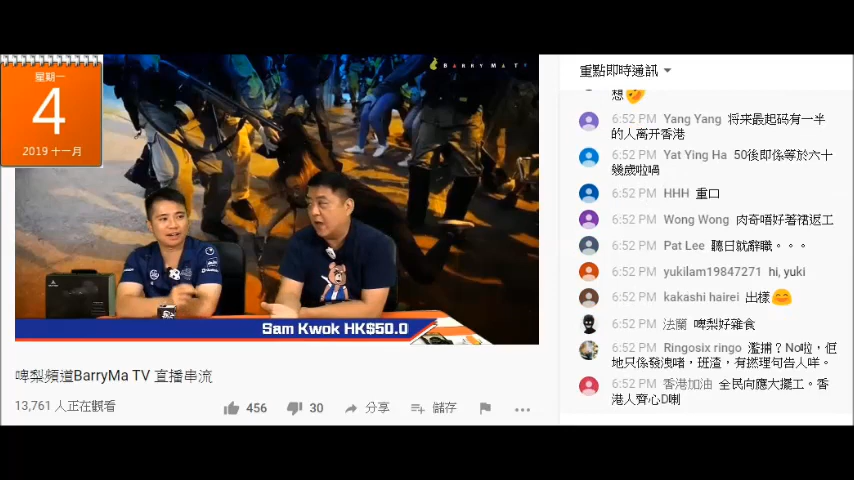 星期一
4
2019 十一月
BARRYMA TV
Sam Kwok HK$50.0
啤梨頻道BarryMa TV 直播串流
13,761 人正在觀看
456
30
分享
儲存
重點即時通訊
想
6:52 PM Yang Yang 将来最起码有一半
的人离开香港
6:52 PM Yat Ying Ha 50後即係等於六十
幾歲啦喎
6:52 PM HHH 重口
6:52 PM Wong Wong 肉奇唔好著裙返工
6:52 PM Pat Lee 聽日就辭職。。。
6:52 PM yukilam19847271 hi, yuki
6:52 PM kakashi hairei 出樣
6:52 PM 法蘭 啤梨好雜食
6:52 PM Ringosix ringo 濫捕？No啦，佢
地只係發洩啫，班渣，有撚理句告人咩。
6:52 PM 香港加油 全民向應大擺工。香
港人齊心D喇